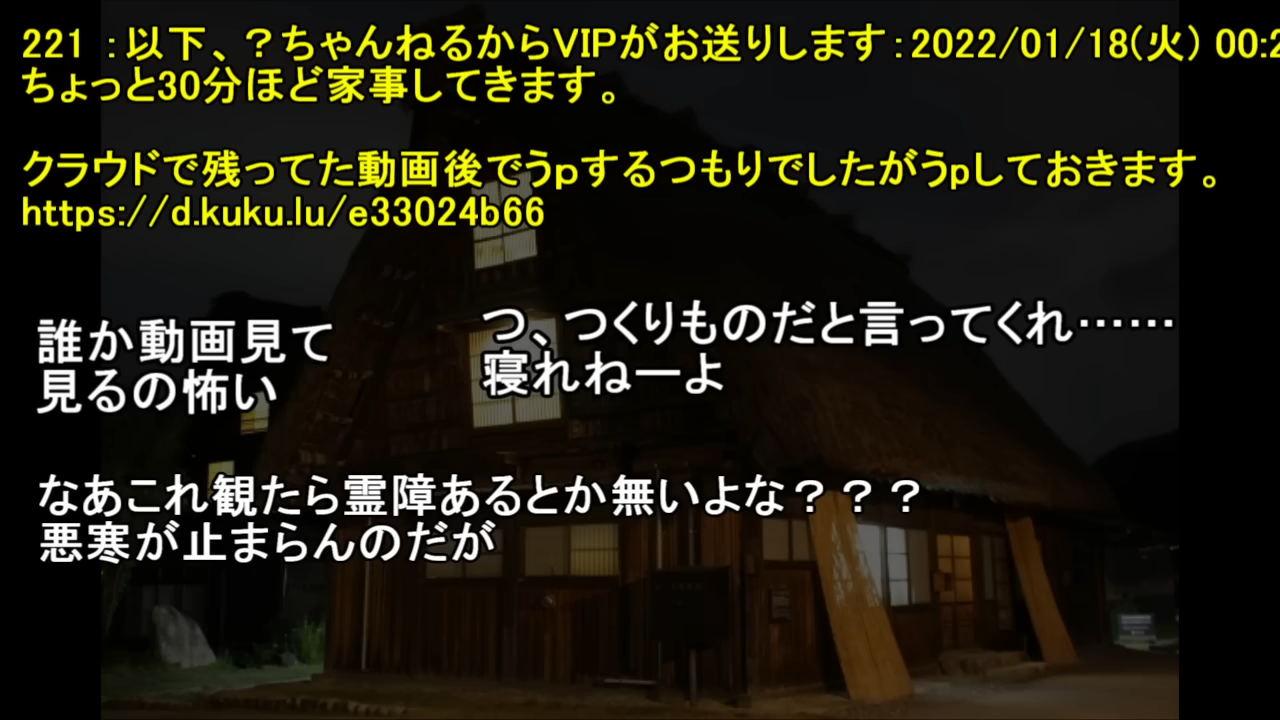 221 ：以下、？ちゃんねるからVIPがお送りします：2022/01/18(火) 00:2
ちょっと30分ほど家事してきます。
クラウドで残ってた動画後でうpするつもりでしたがうpしておきます。
https://d.kuku.lu/e33024b66
誰か動画見て
見るの怖い
つ、つくりものだと言ってくれ……
寝れねーよ
なあこれ観たら霊障あるとか無いよな？？？
悪寒が止まらんのだが